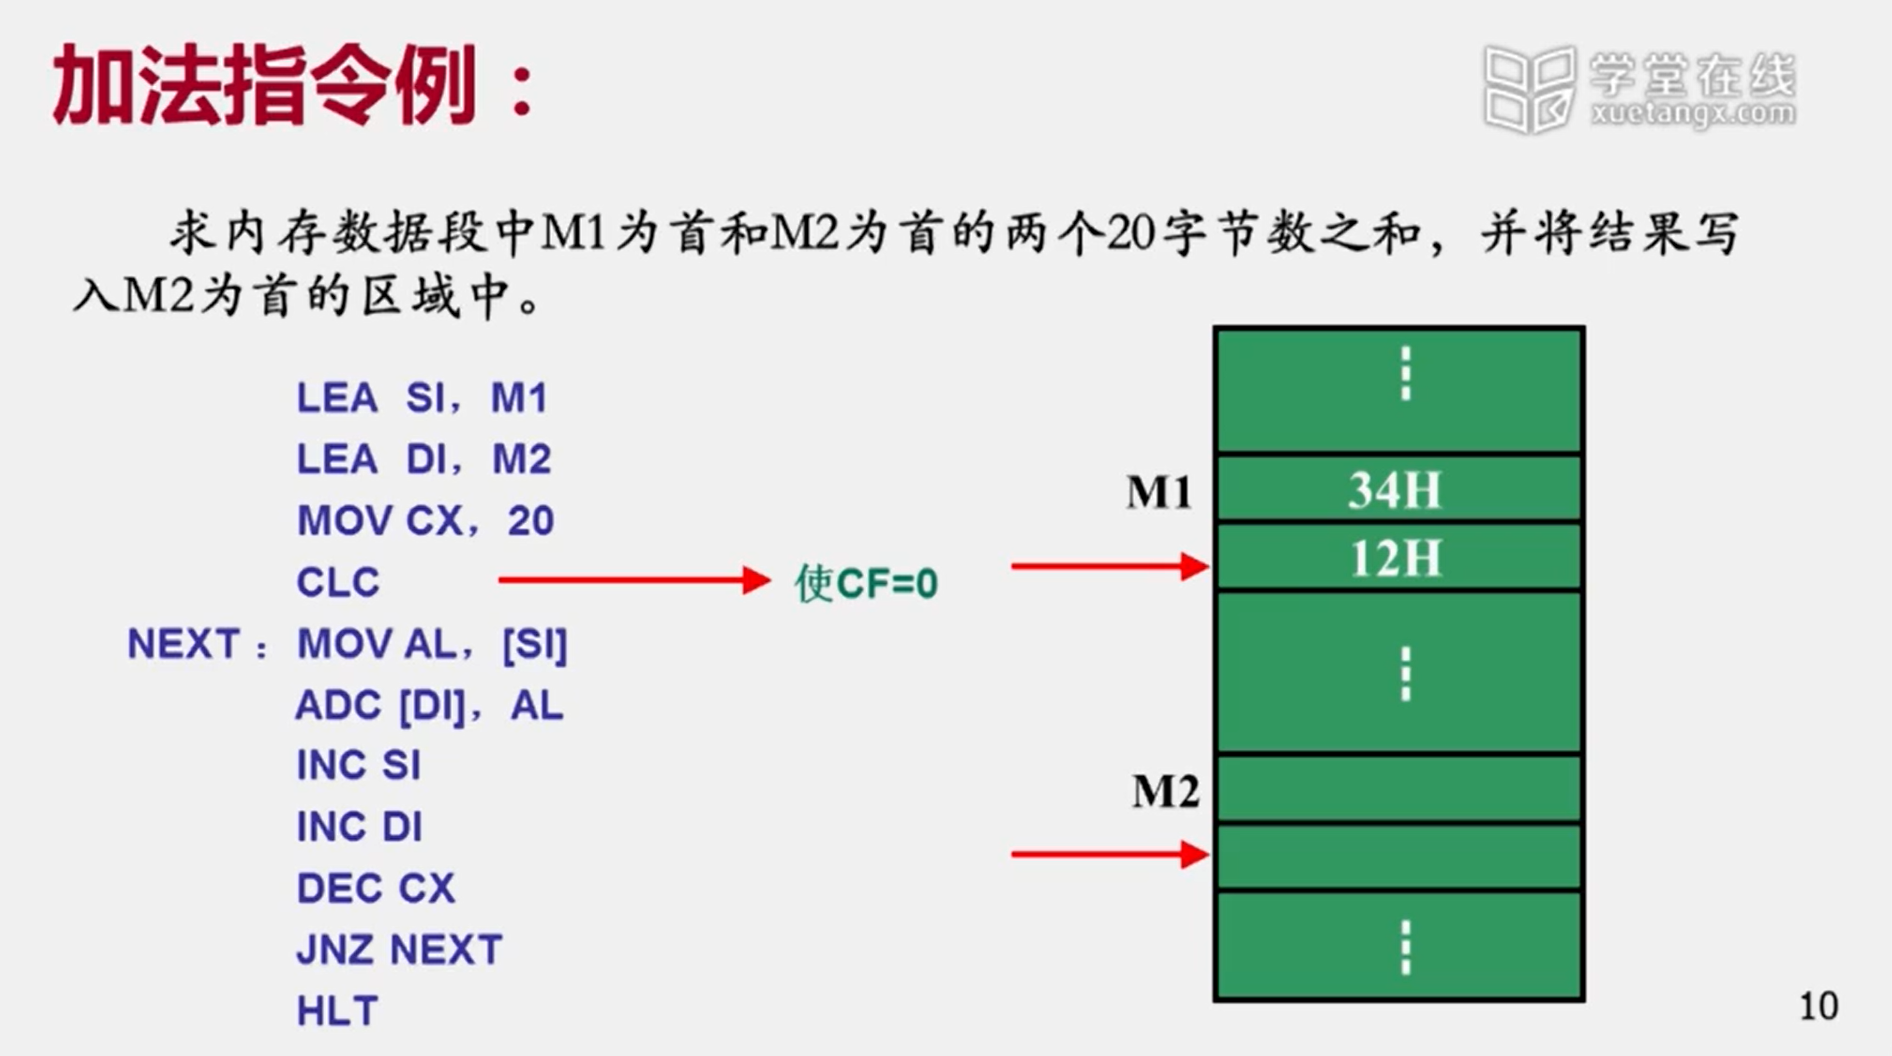 加法指令例：
学堂在线
xuetangx.com
求内存数据段中M1为首和M2为首的两个20字节数之和，并将结果写
入M2为首的区域中。
LEA SI， M1
LEA DI， M2
MOV CX， 20
CLC
使CF=0
NEXT： MOV AL， [SI]
ADC [DI]， AL
INC SI
INC DI
DEC CX
JNZ NEXT
HLT
M1
34H
12H
M2
10